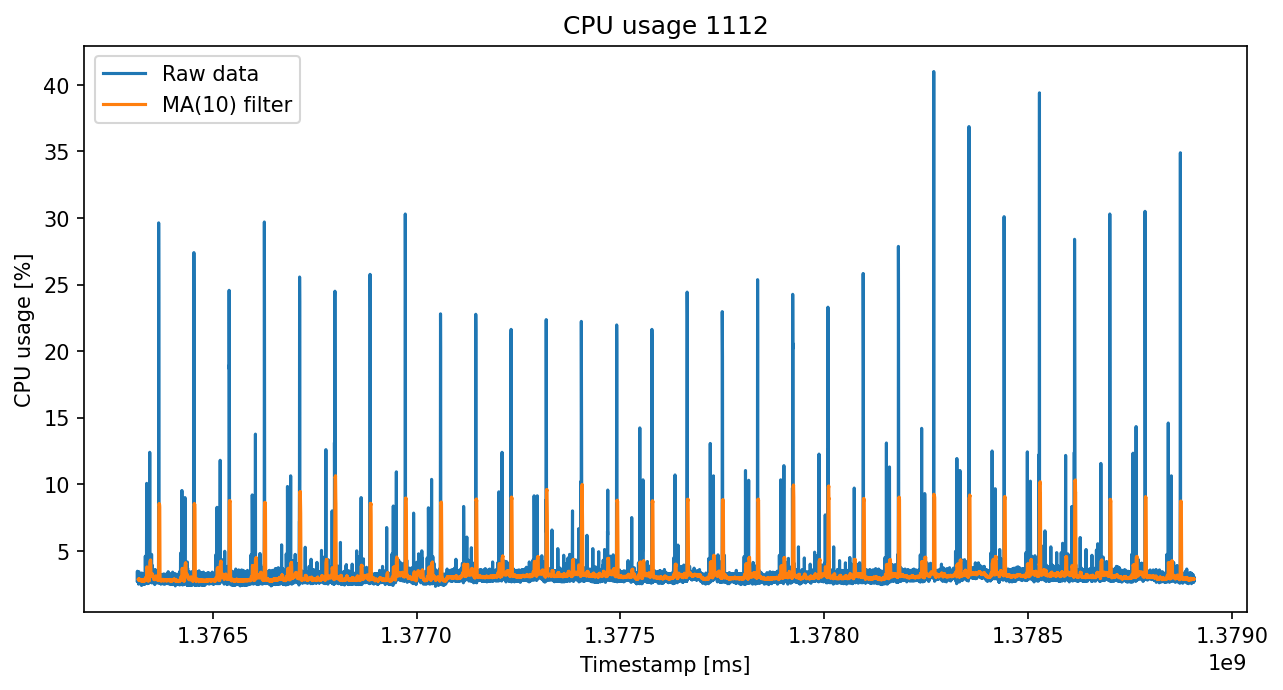 CPU usage 1112
Raw data
MA(10) filter
CPU usage [%]
40
35
30
25
20
15
10
5
1.3765
1.3770
1.3775
1.3780
1.3785
1.3790
1e9
Timestamp [ms]